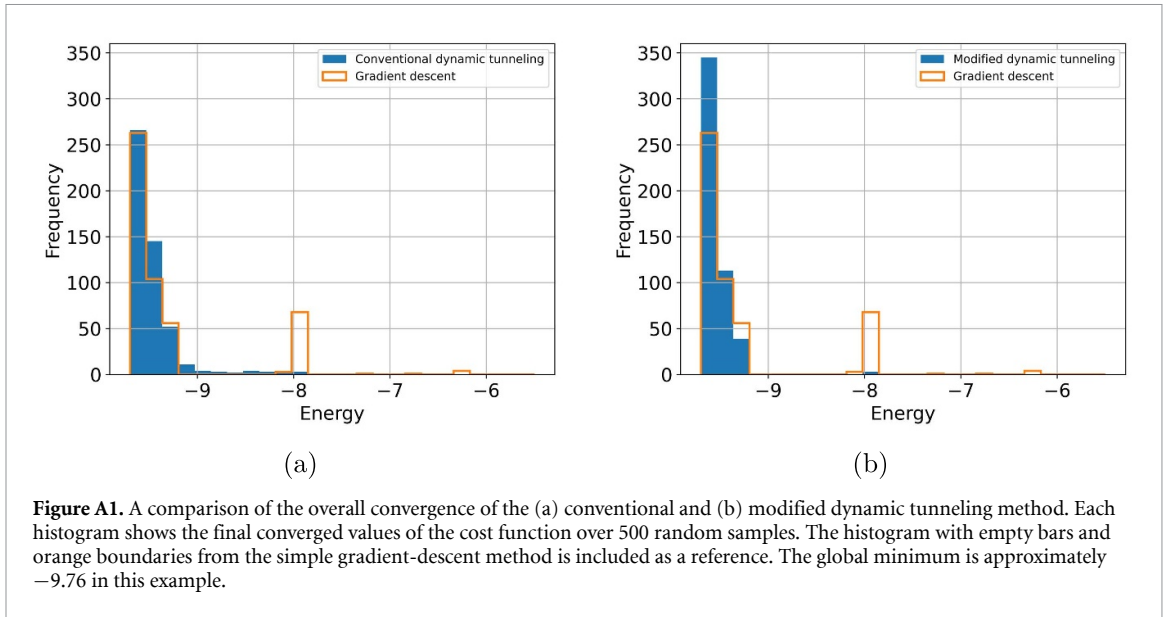 350
300
250
200
150
100
50
0
Frequency
Conventional dynamic tunneling
Gradient descent
−9
−8
−7
−6
Energy
(a)
350
300
250
200
150
100
50
0
Frequency
Modified dynamic tunneling
Gradient descent
−9
−8
−7
−6
Energy
(b)
Figure A1. A comparison of the overall convergence of the (a) conventional and (b) modified dynamic tunneling method. Each
histogram shows the final converged values of the cost function over 500 random samples. The histogram with empty bars and
orange boundaries from the simple gradient-descent method is included as a reference. The global minimum is approximately
−9.76 in this example.